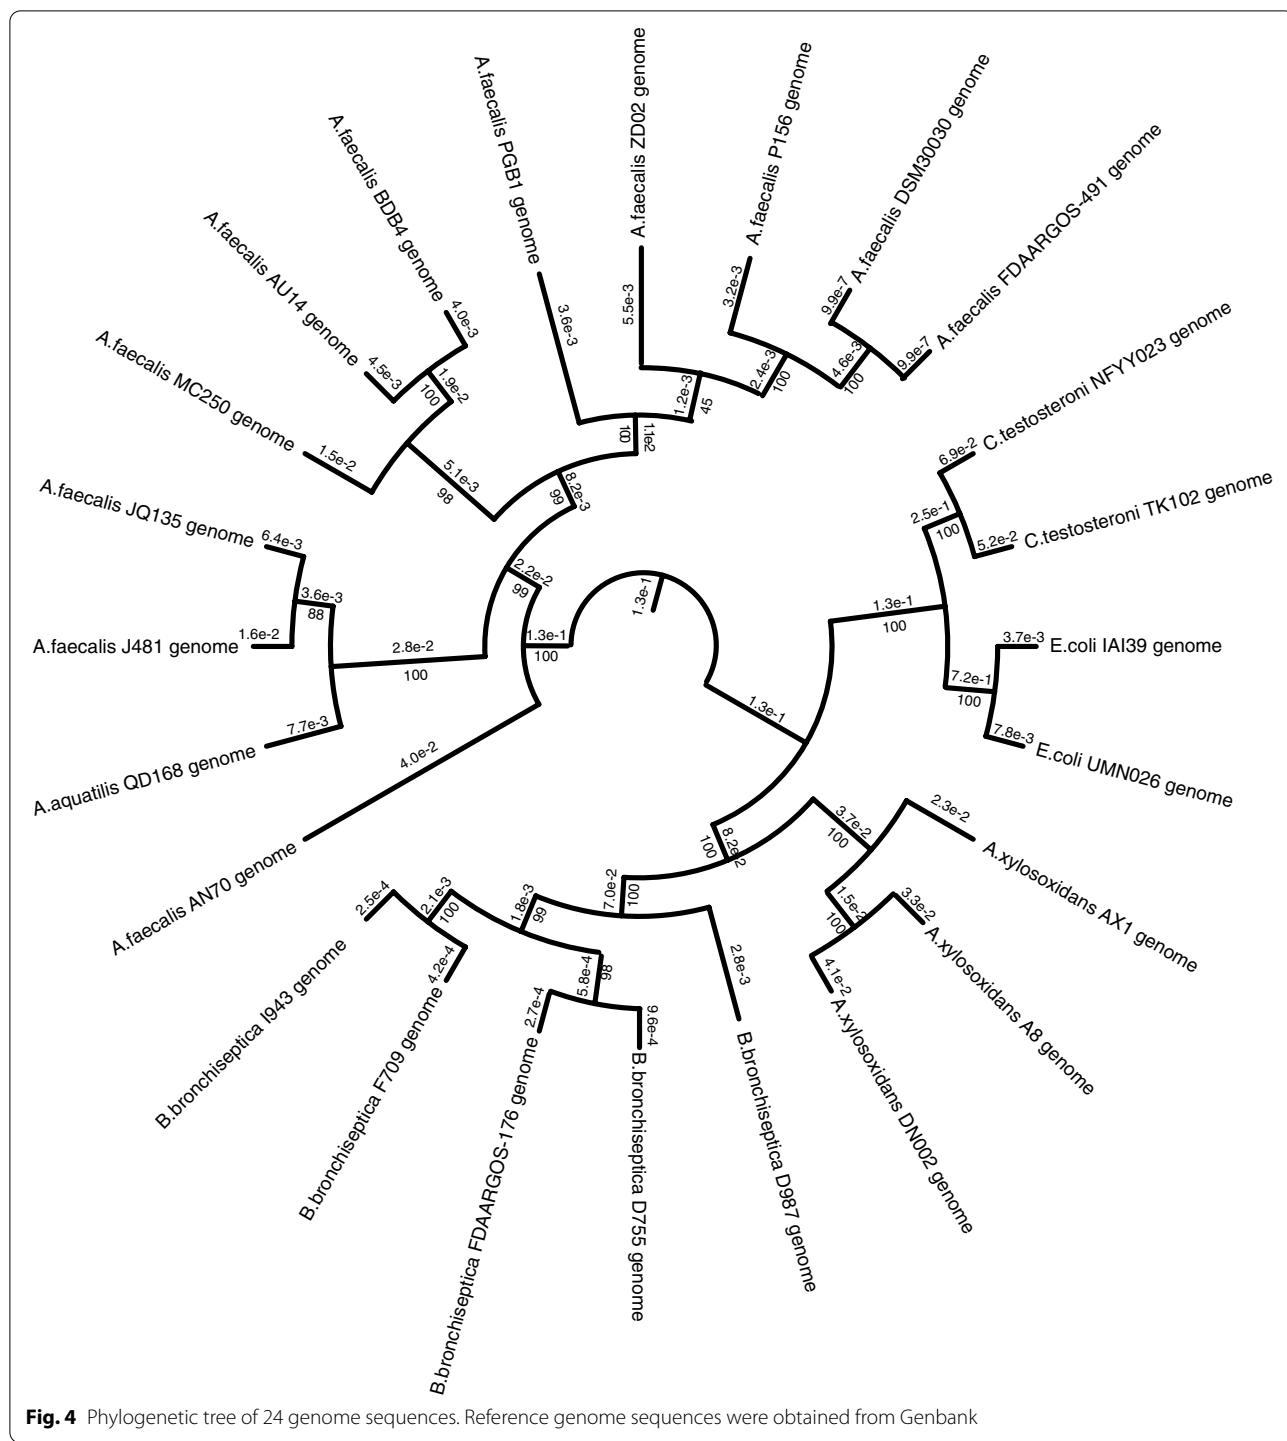 A.faecalis ZD02 genome
5.5e-3
A.faecalis P156 genome
3.2e-3
A.faecalis DSM30030 genome
9.9e-7
A.faecalis FDAARGOS-491 genome
9.9e-7
4.6e-3
100
2.4e-3
100
1.2e-3
45
A.faecalis PGB1 genome
3.6e-3
100
1.1e2
A.faecalis BDB4 genome
4.0e-3
A.faecalis AU14 genome
4.5e-3
1.9e-2
100
A.faecalis MC250 genome
1.5e-2
5.1e-3
98
8.2e-3
99
A.faecalis JQ135 genome
6.4e-3
A.faecalis J481 genome
1.6e-2
3.6e-3
88
A.aquatilis QD168 genome
7.7e-3
2.8e-2
100
2.2e-2
99
A.faecalis AN70 genome
4.0e-2
1.3e-1
100
1.3e-1
C.testosteroni NFYY023 genome
6.9e-2
C.testosteroni TK102 genome
5.2e-2
2.5e-1
100
1.3e-1
100
E.coli IAI39 genome
3.7e-3
E.coli UMN026 genome
7.8e-3
7.2e-1
100
1.3e-1
A.xylosoxidans AX1 genome
2.3e-2
A.xylosoxidans A8 genome
3.3e-2
A.xylosoxidans DN002 genome
4.1e-2
1.5e-2
100
3.7e-2
100
8.2e-2
100
7.0e-2
100
B.bronchiseptica D987 genome
2.8e-3
B.bronchiseptica D755 genome
9.6e-4
B.bronchiseptica FDAARGOS-176 genome
2.7e-4
5.8e-4
98
1.8e-3
99
B.bronchiseptica F709 genome
4.2e-4
B.bronchiseptica I943 genome
2.5e-4
2.1e-3
100
Fig. 4 Phylogenetic tree of 24 genome sequences. Reference genome sequences were obtained from Genbank